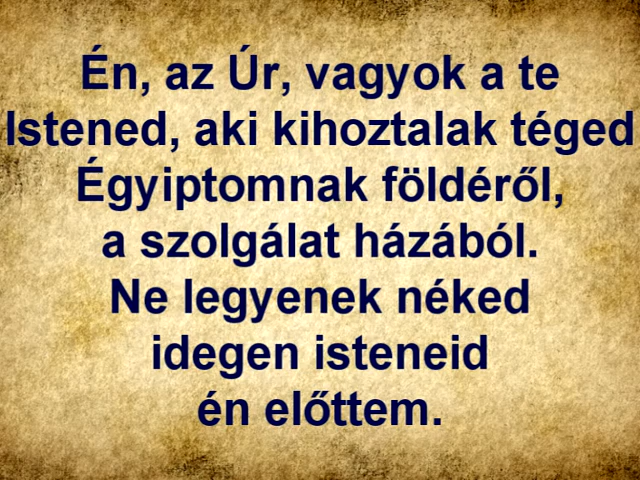 Én, az Úr, vagyok a te
Istened, aki kihoztalak téged
Égyiptomnak földéről,
a szolgálat házából.
Ne legyenek néked
idegen isteneid
én előttem.